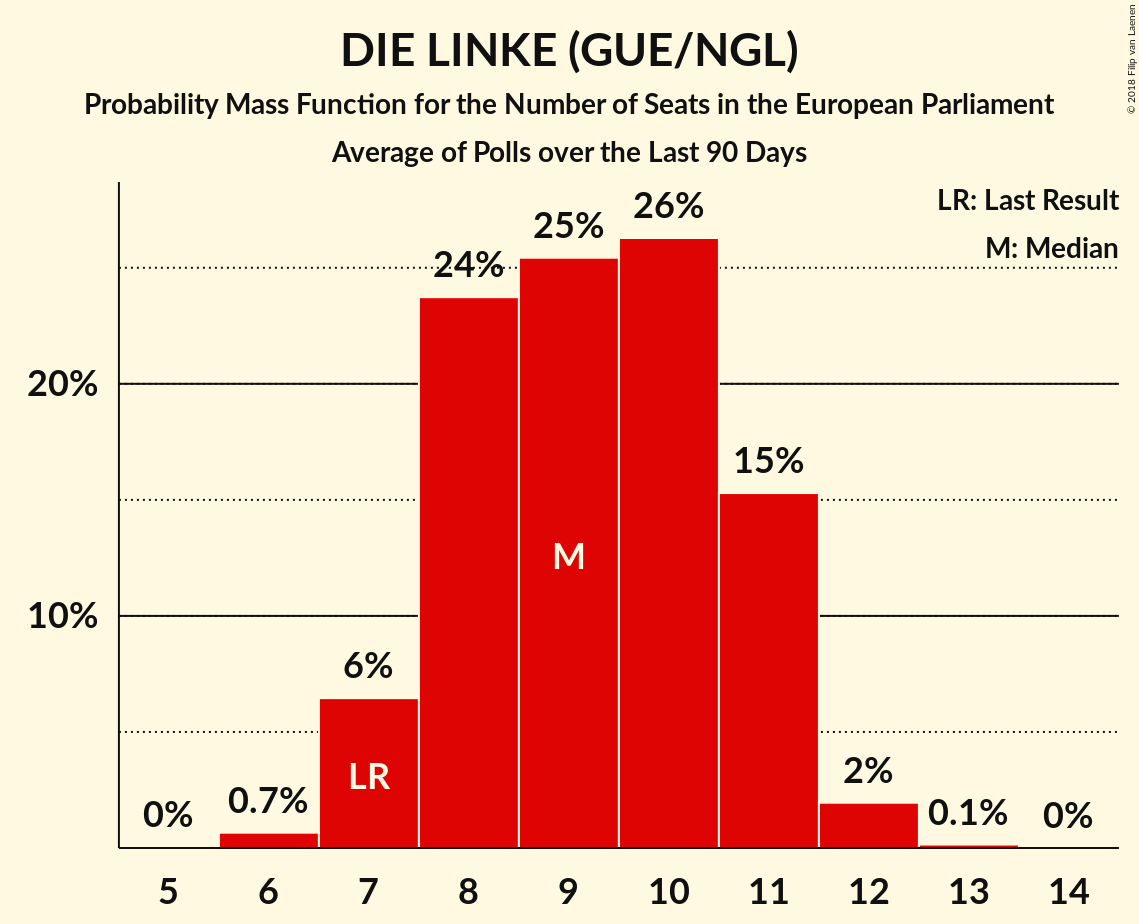 DIE LINKE (GUE/NGL)
Probability Mass Function for the Number of Seats in the European Parliament
Average of Polls over the Last 90 Days
© 2018 Filip van Laenen
LR: Last Result
M: Median
20%
10%
0%
0.7%
6%
24%
25%
26%
15%
2%
0.1%
0%
LR
M
5
6
7
8
9
10
11
12
13
14